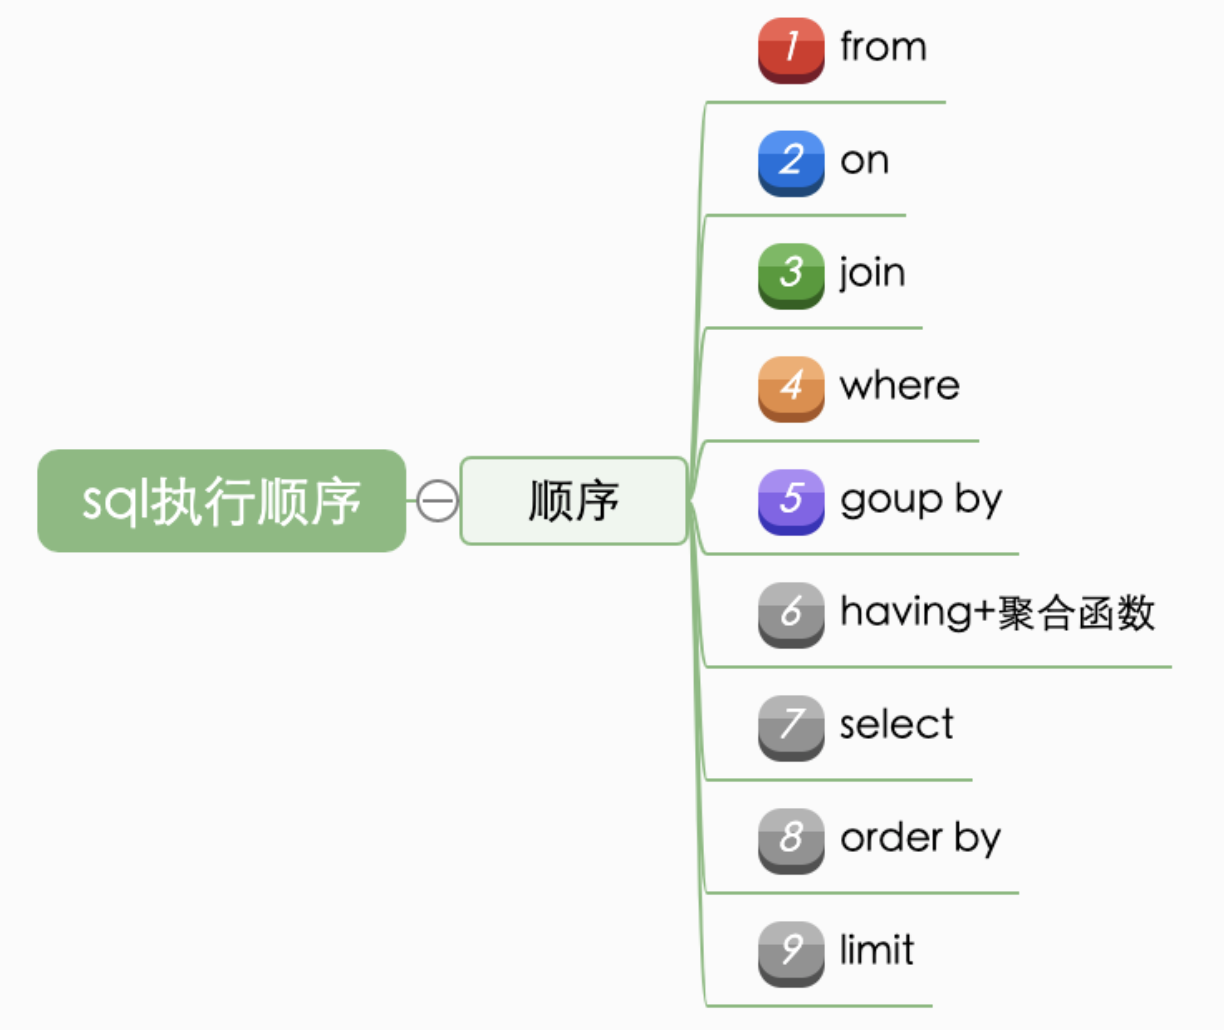 sql执行顺序
顺序
1 from
2 on
3 join
4 where
5 goup by
6 having+聚合函数
7 select
8 order by
9 limit